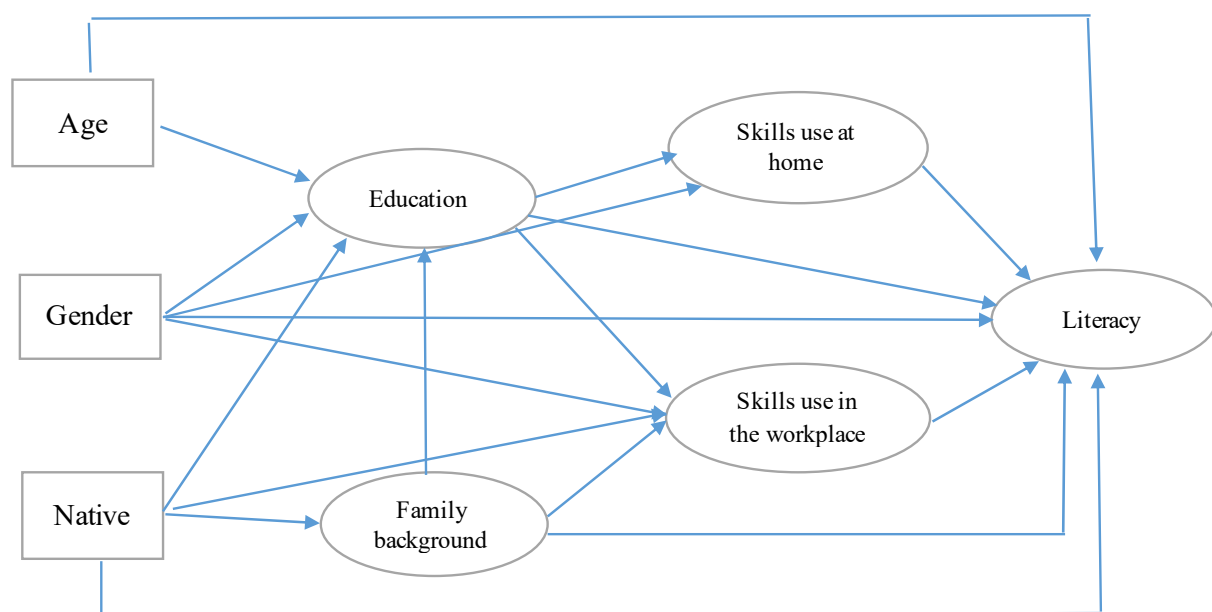 Age
Skills use at
home
Education
Gender
Literacy
Skills use in
the workplace
Native
Family
background